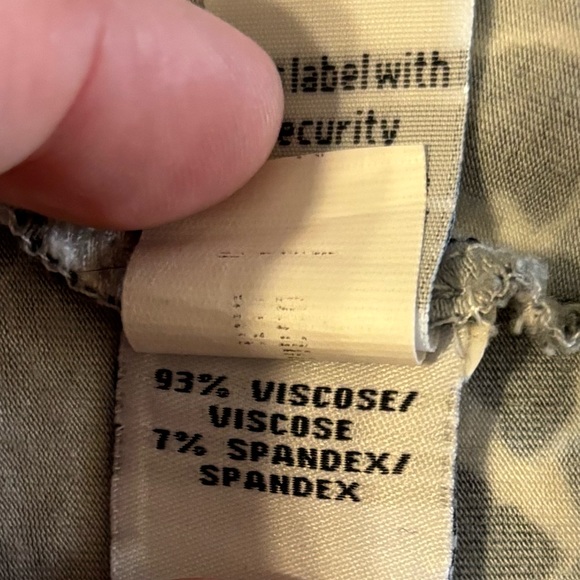 label with
ecurity
93% VISCOSE/
VISCOSE
7% SPANDEX/
SPANDEX